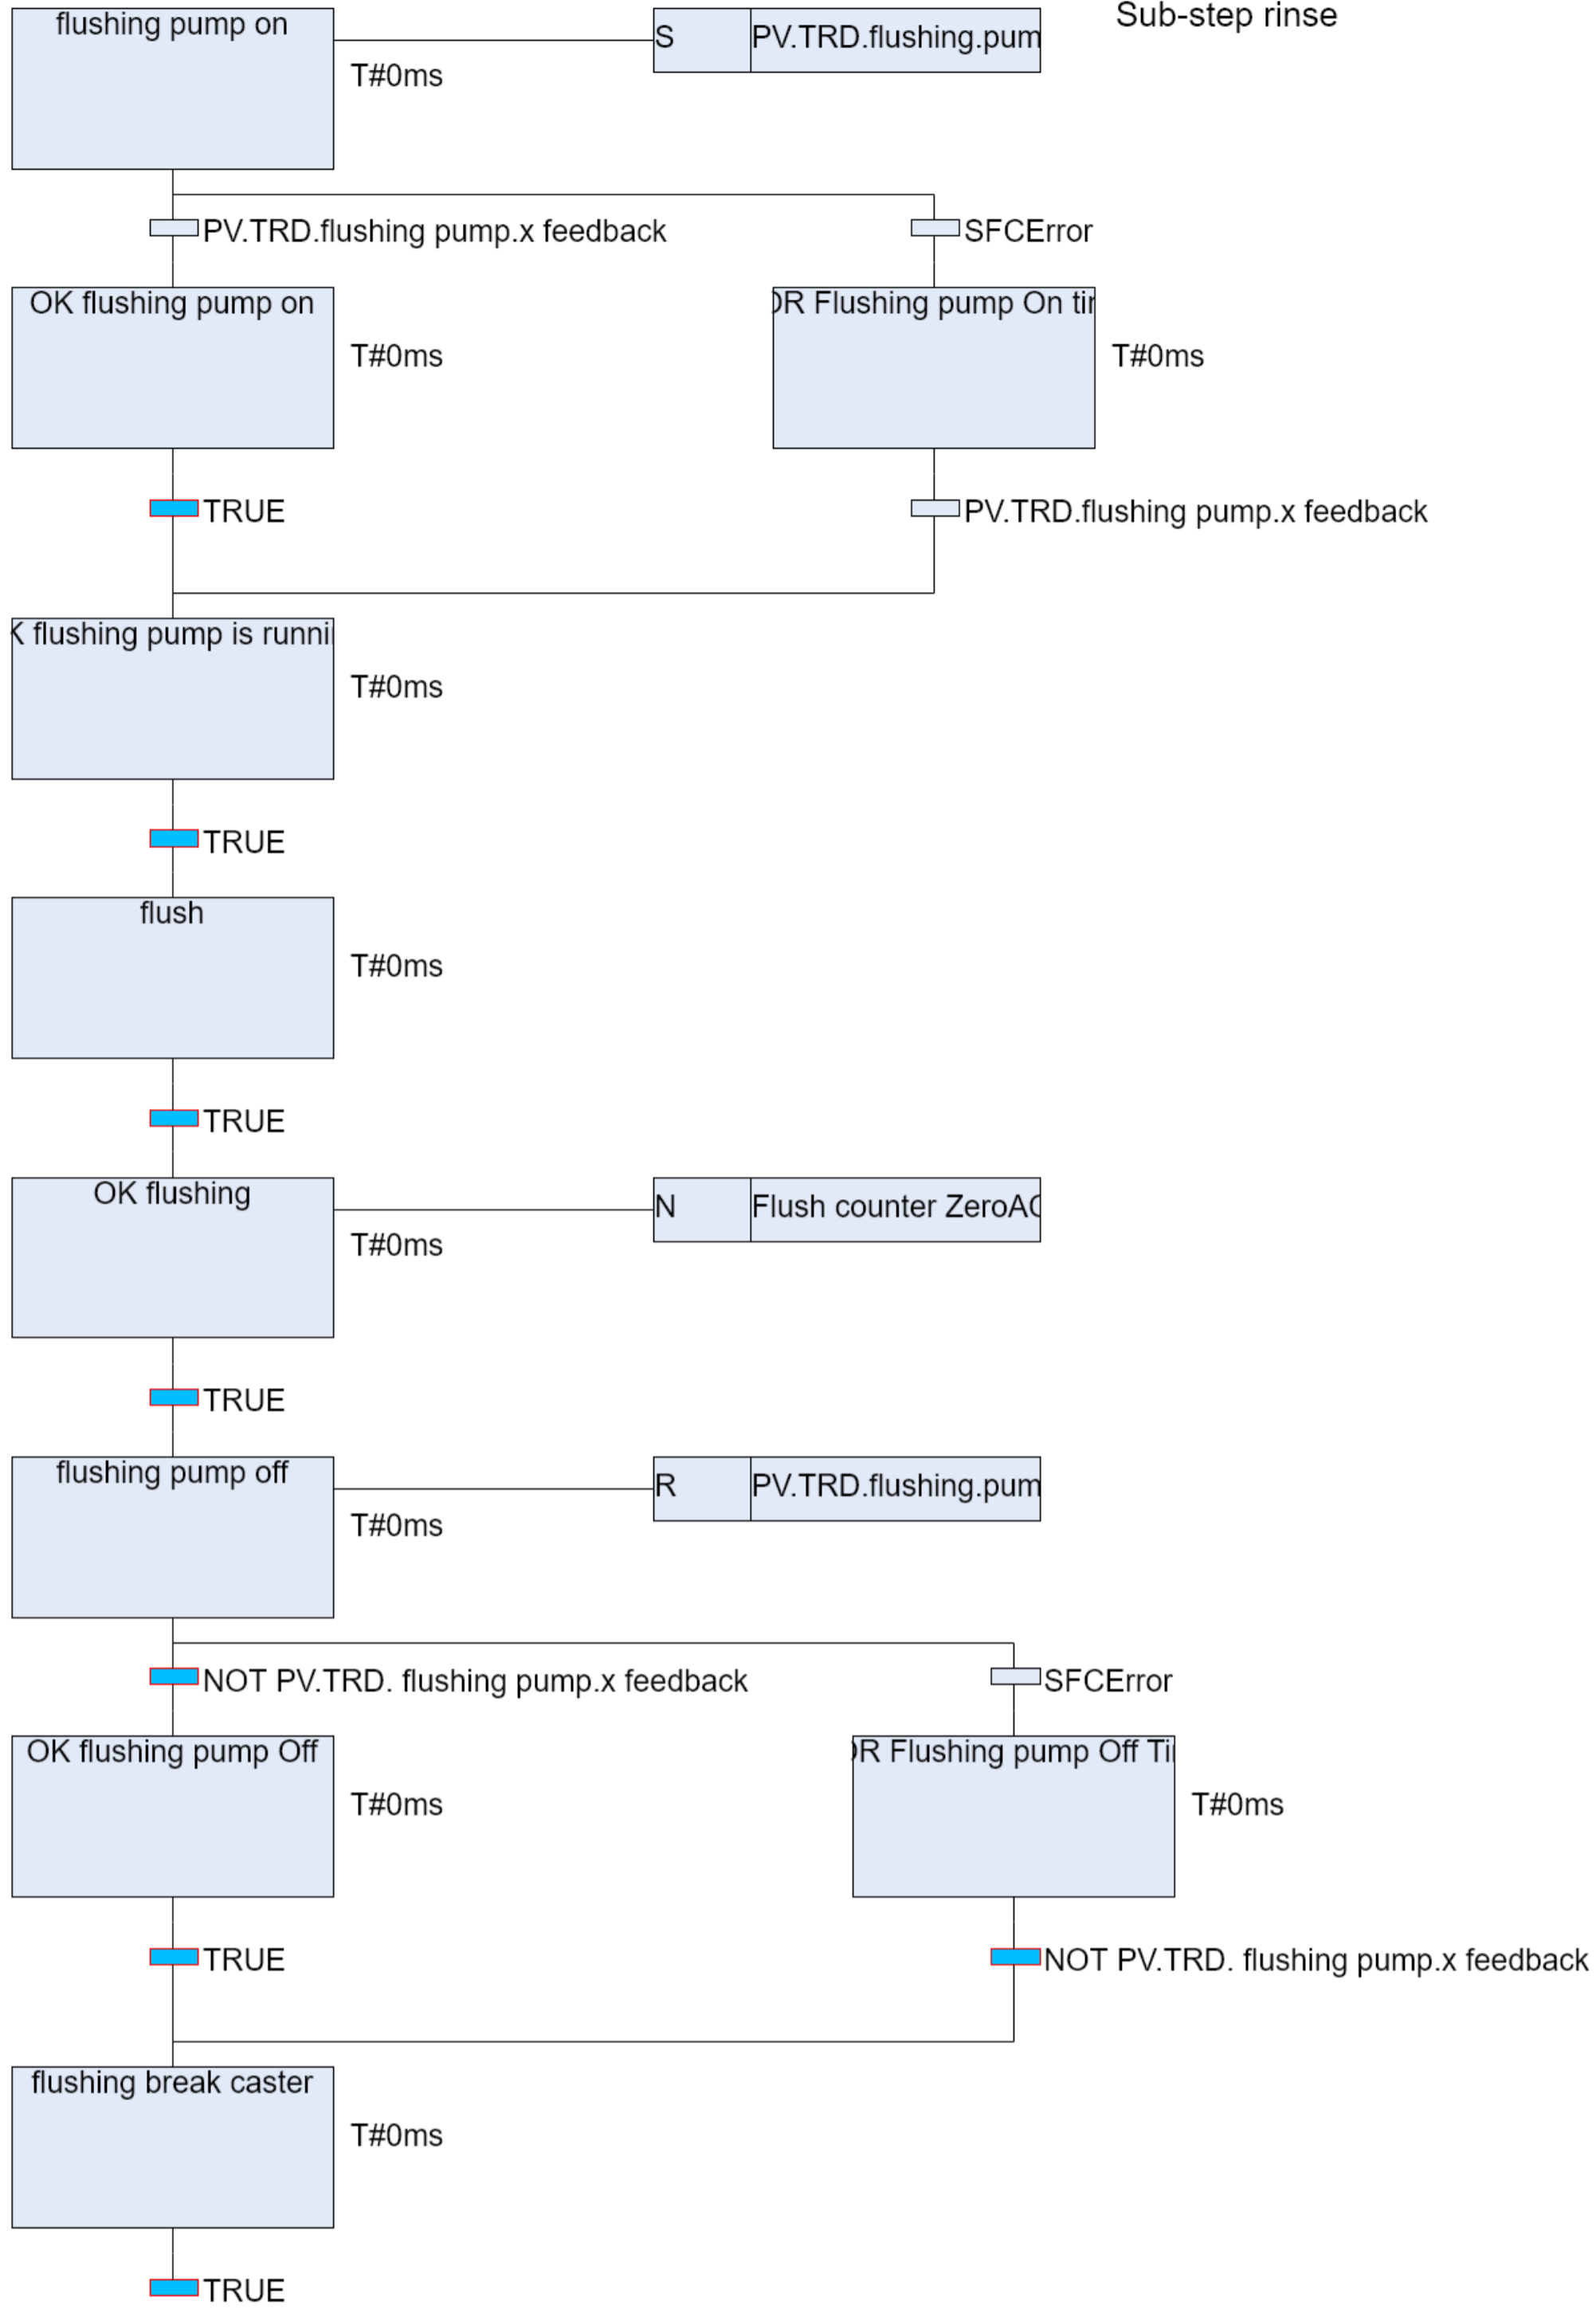 flushing pump on
S PV.TRD.flushing.pum
Sub-step rinse
T#0ms
PV.TRD.flushing pump.x feedback
SFCError
OK flushing pump on
OR Flushing pump On tin
T#0ms
T#0ms
TRUE
PV.TRD.flushing pump.x feedback
K flushing pump is runni
T#0ms
TRUE
flush
T#0ms
TRUE
OK flushing
N Flush counter ZeroAC
T#0ms
TRUE
flushing pump off
R PV.TRD.flushing.pum
T#0ms
NOT PV.TRD. flushing pump.x feedback
SFCError
OK flushing pump Off
R Flushing pump Off Ti
T#0ms
T#0ms
TRUE
NOT PV.TRD. flushing pump.x feedback
flushing break caster
T#0ms
TRUE